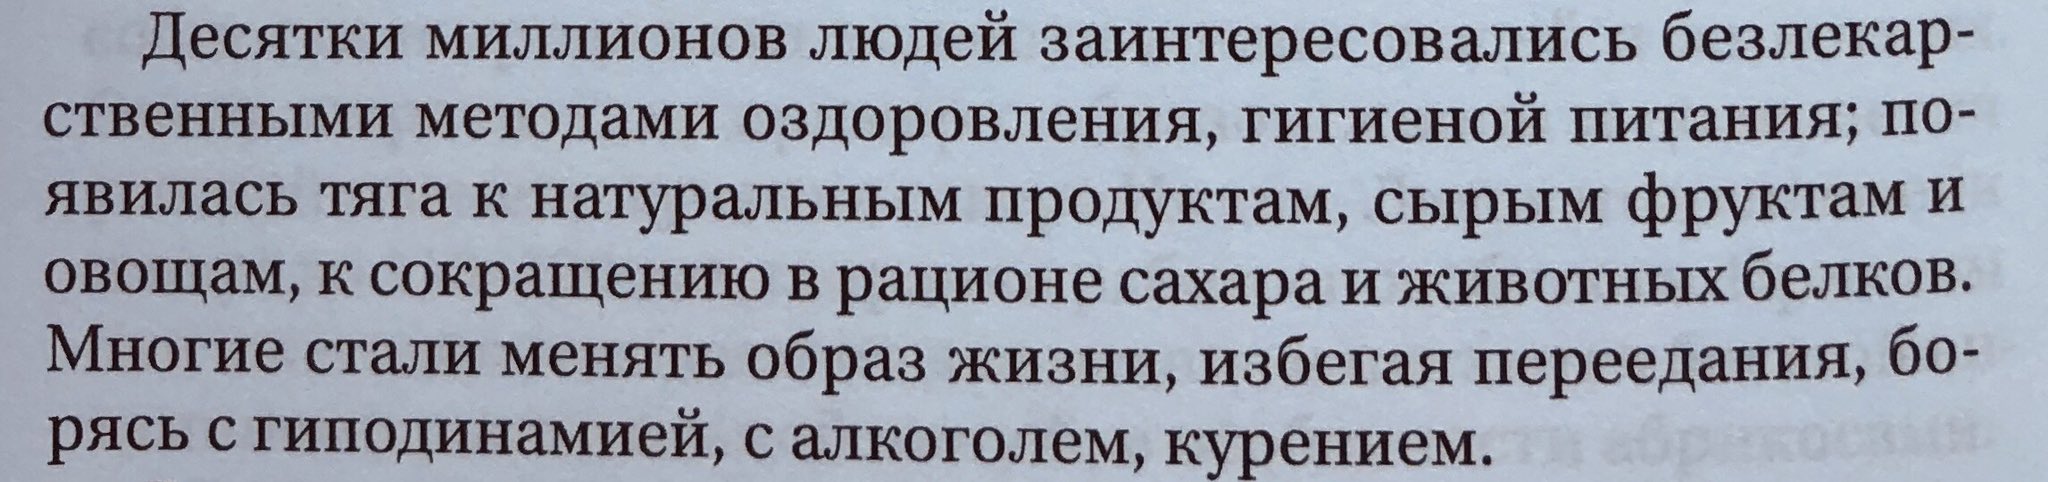 Десятки миллионов людей заинтересовались безлекар-
ственными методами оздоровления, гигиеной питания; по-
явилась тяга к натуральным продуктам, сырым фруктам и
овощам, к сокращению в рационе сахара и животных белков.
Многие стали менять образ жизни, избегая переедания, бо-
рясь с гиподинамией, с алкоголем, курением.